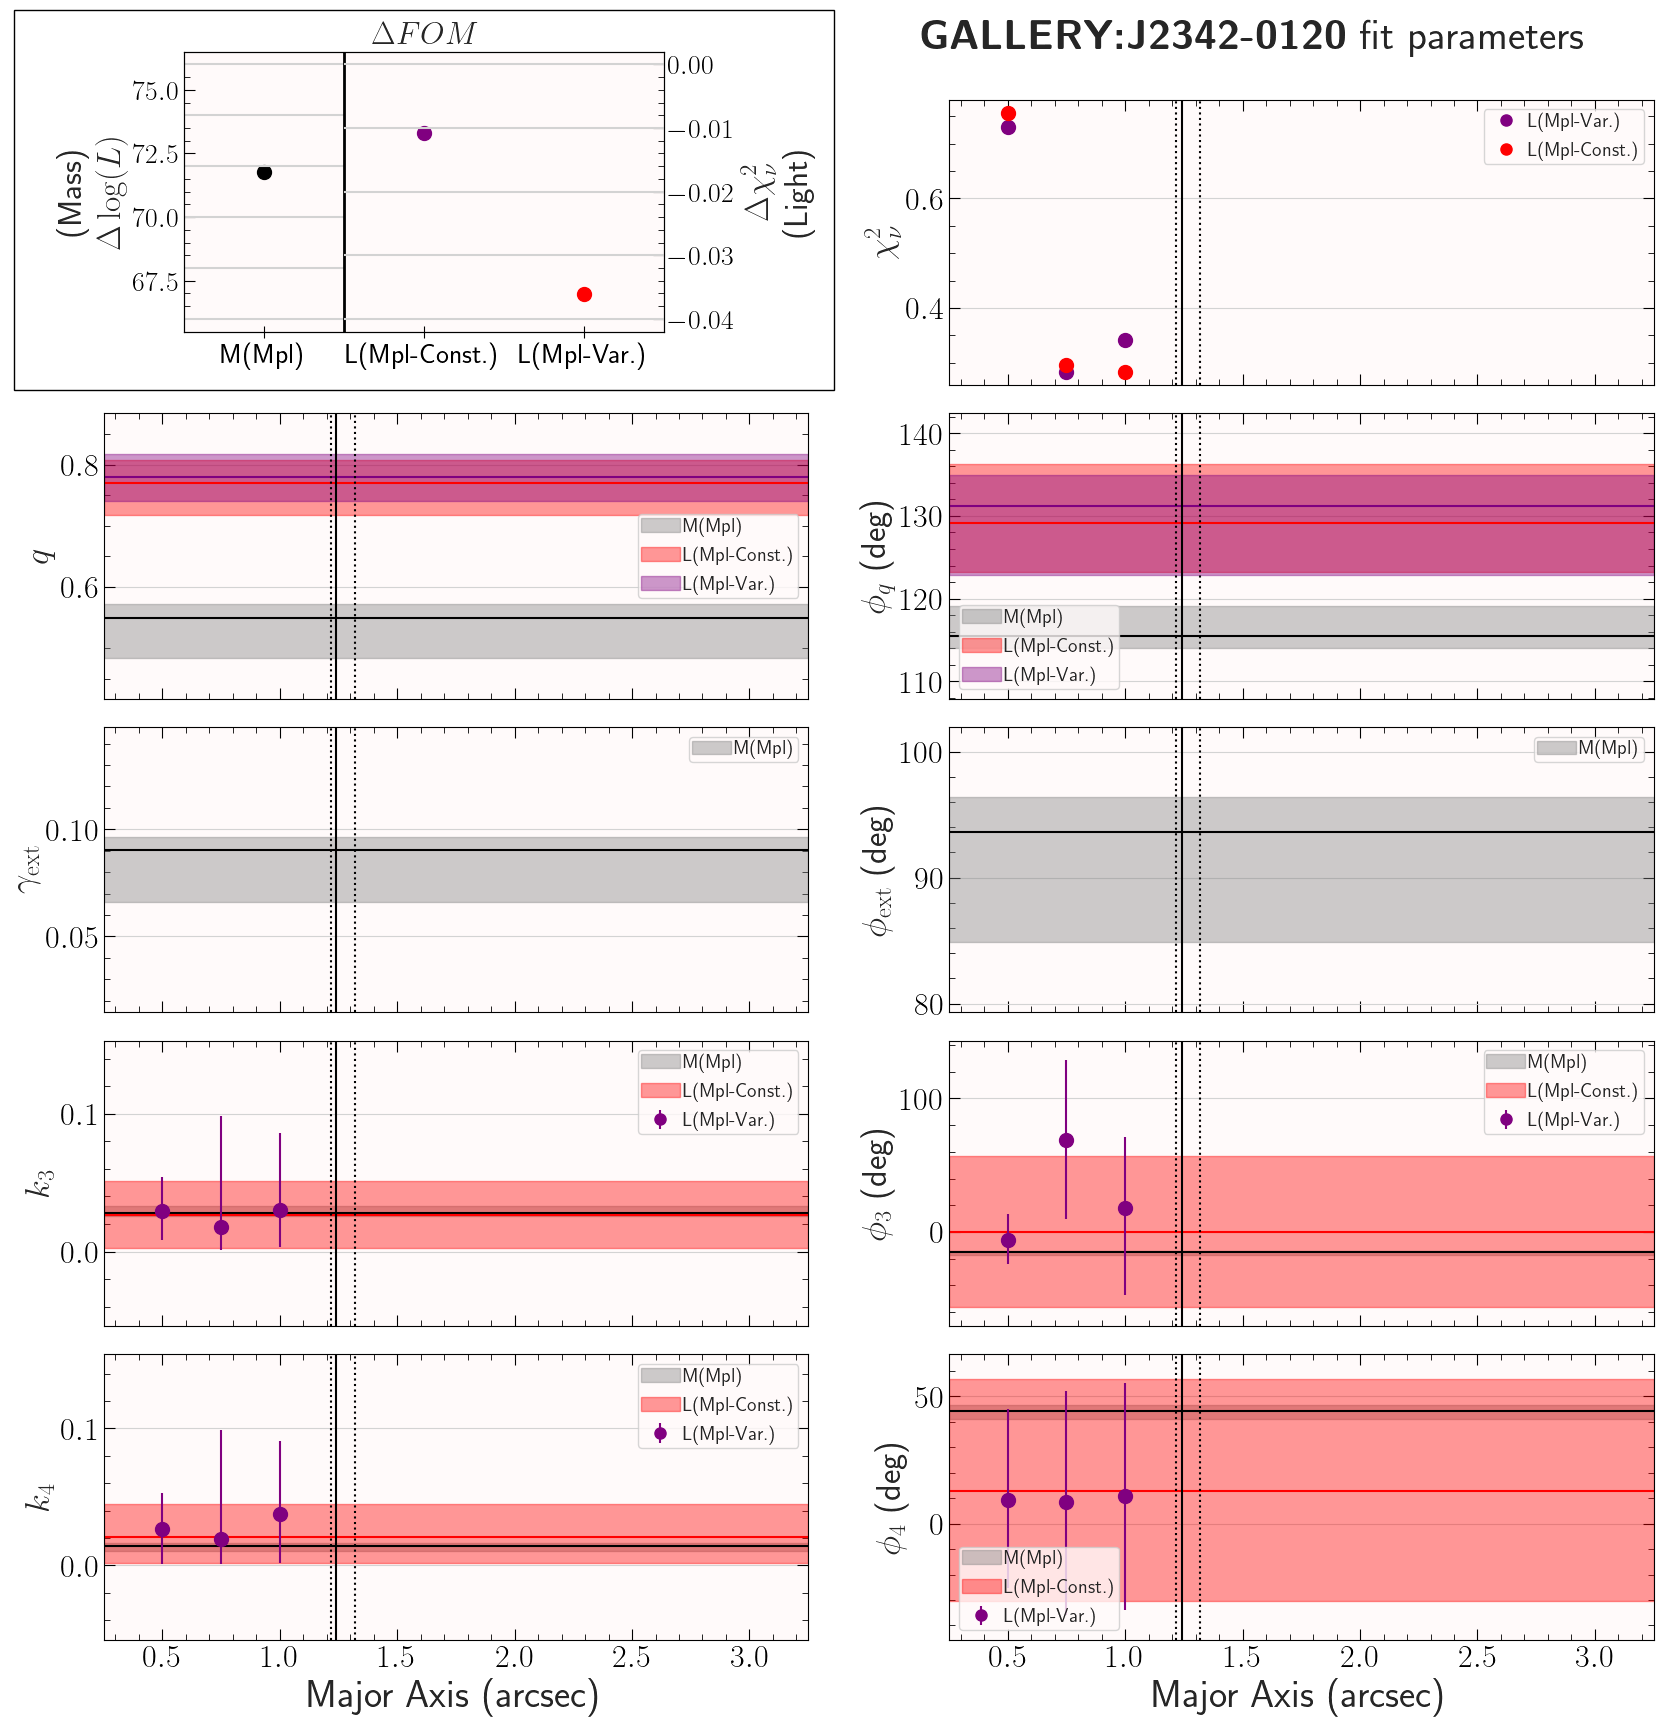 ΔFOM
GALLERY:J2342-0120 fit parameters
(Mass)
Δ log(L)
75.0
72.5
70.0
67.5
0.00
−0.01
−0.02
−0.03
−0.04
Δχ²ν
(Light)
M(Mpl) L(Mpl-Const.) L(Mpl-Var.)
χ²ν
0.6
0.4
L(Mpl-Var.)
L(Mpl-Const.)
q
0.8
0.6
M(Mpl)
L(Mpl-Const.)
L(Mpl-Var.)
ϕq (deg)
140
130
120
110
M(Mpl)
L(Mpl-Const.)
L(Mpl-Var.)
γext
0.10
0.05
M(Mpl)
ϕext (deg)
100
90
80
M(Mpl)
k3
0.1
0.0
M(Mpl)
L(Mpl-Const.)
L(Mpl-Var.)
ϕ3 (deg)
100
0
M(Mpl)
L(Mpl-Const.)
L(Mpl-Var.)
k4
0.1
0.0
M(Mpl)
L(Mpl-Const.)
L(Mpl-Var.)
0.5 1.0 1.5 2.0 2.5 3.0
Major Axis (arcsec)
ϕ4 (deg)
50
0
M(Mpl)
L(Mpl-Const.)
L(Mpl-Var.)
0.5 1.0 1.5 2.0 2.5 3.0
Major Axis (arcsec)